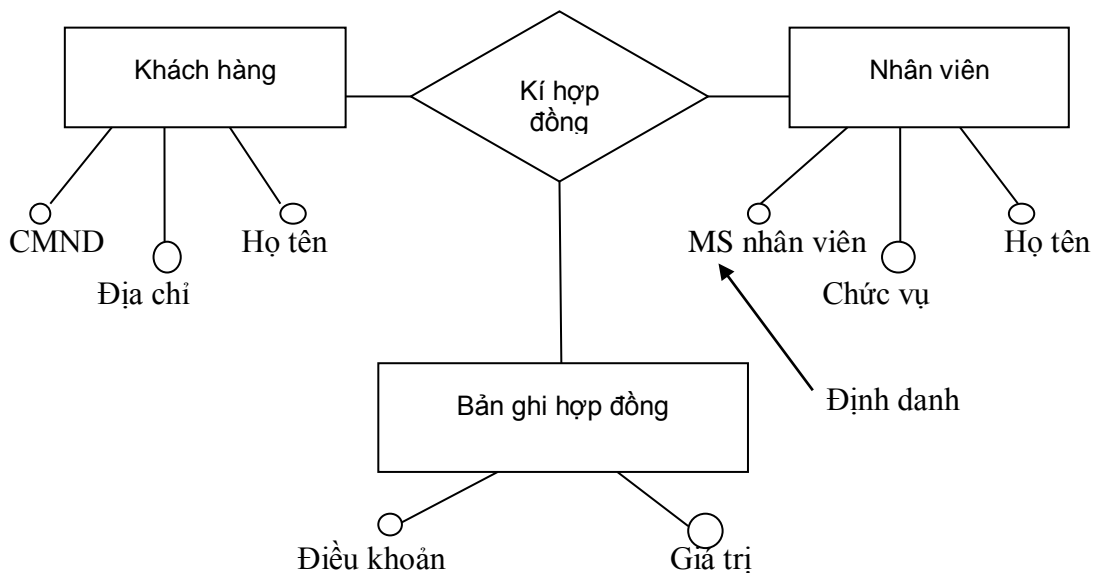 Khách hàng
Kí hợp
đồng
Nhân viên
CMND
Địa chỉ
Họ tên
MS nhân viên
Chức vụ
Họ tên
Định danh
Bản ghi hợp đồng
Điều khoản
Giá trị